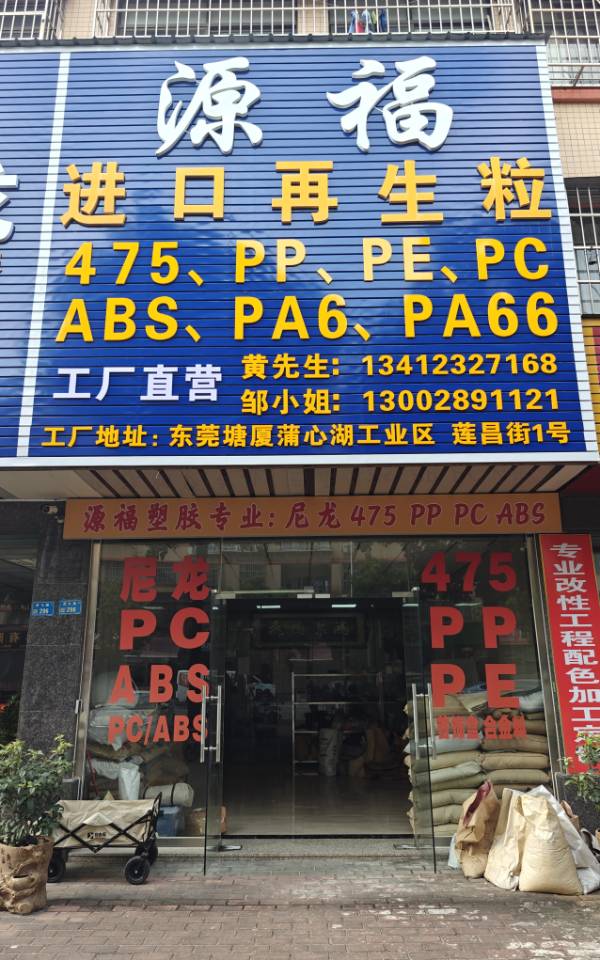 源福
进口再生粒
475、PP、PE、PC
ABS、PA6、PA66
工厂直营
黄先生：13412327168
邹小姐：13002891121
工厂地址：东莞塘厦蒲心湖工业区 莲昌街1号
源福塑胶专业：尼龙 475 PP PC ABS
尼龙
PC
ABS
PC/ABS
475
PP
PE
专业改性工程配色加工
296
298